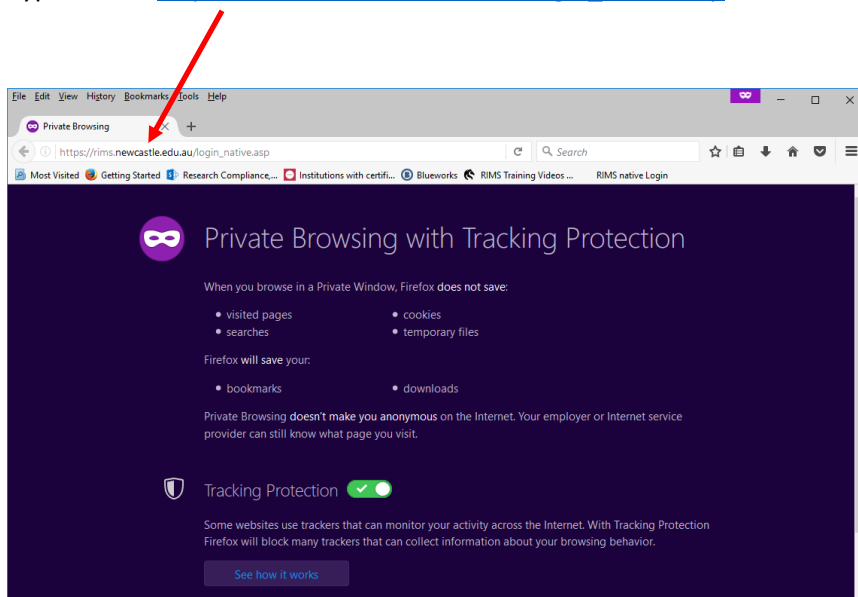 File Edit View History Bookmarks Tools Help
Private Browsing
https://rims.newcastle.edu.au/login_native.asp
Search
Most Visited Getting Started Research Compliance,... Institutions with certifi... Blueworks RIMS Training Videos ... RIMS native Login
Private Browsing with Tracking Protection
When you browse in a Private Window, Firefox does not save:
• visited pages • cookies
• searches • temporary files
Firefox will save your:
• bookmarks • downloads
Private Browsing doesn't make you anonymous on the Internet. Your employer or Internet service
provider can still know what page you visit.
Tracking Protection
Some websites use trackers that can monitor your activity across the Internet. With Tracking Protection
Firefox will block many trackers that can collect information about your browsing behavior.
See how it works